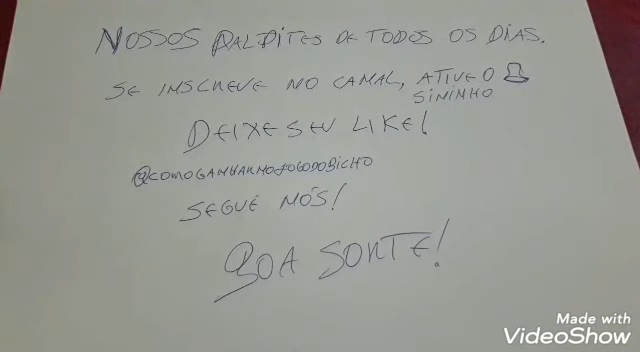 NOSSOS PALPITES DE TODOS OS DIAS.
SE INSCREVE NO CANAL, ATIVE O
SININHO
DEIXE SEU LIKE!
@COMOGANHARNOJOGODOBICHO
SEGUE NÓS!
BOA SORTE!
Made with
VideoShow